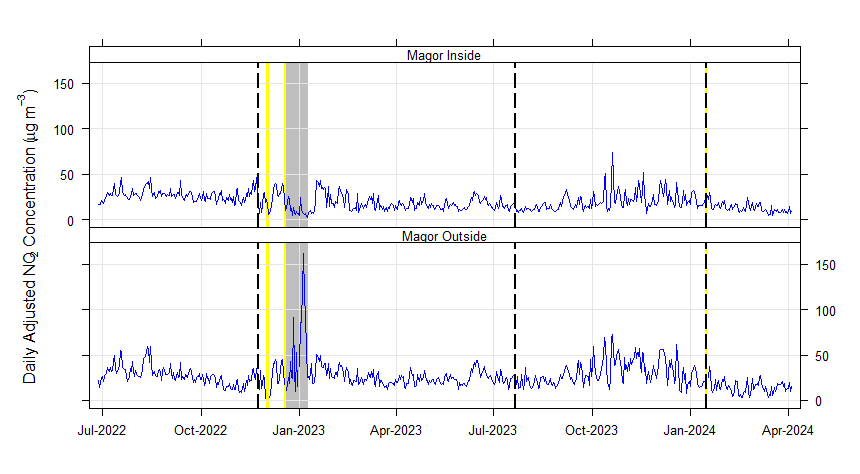 Magor Inside
150
100
50
0
Magor Outside
150
100
50
0
Daily Adjusted NO2 Concentration (µg m−3)
Jul-2022 Oct-2022 Jan-2023 Apr-2023 Jul-2023 Oct-2023 Jan-2024 Apr-2024